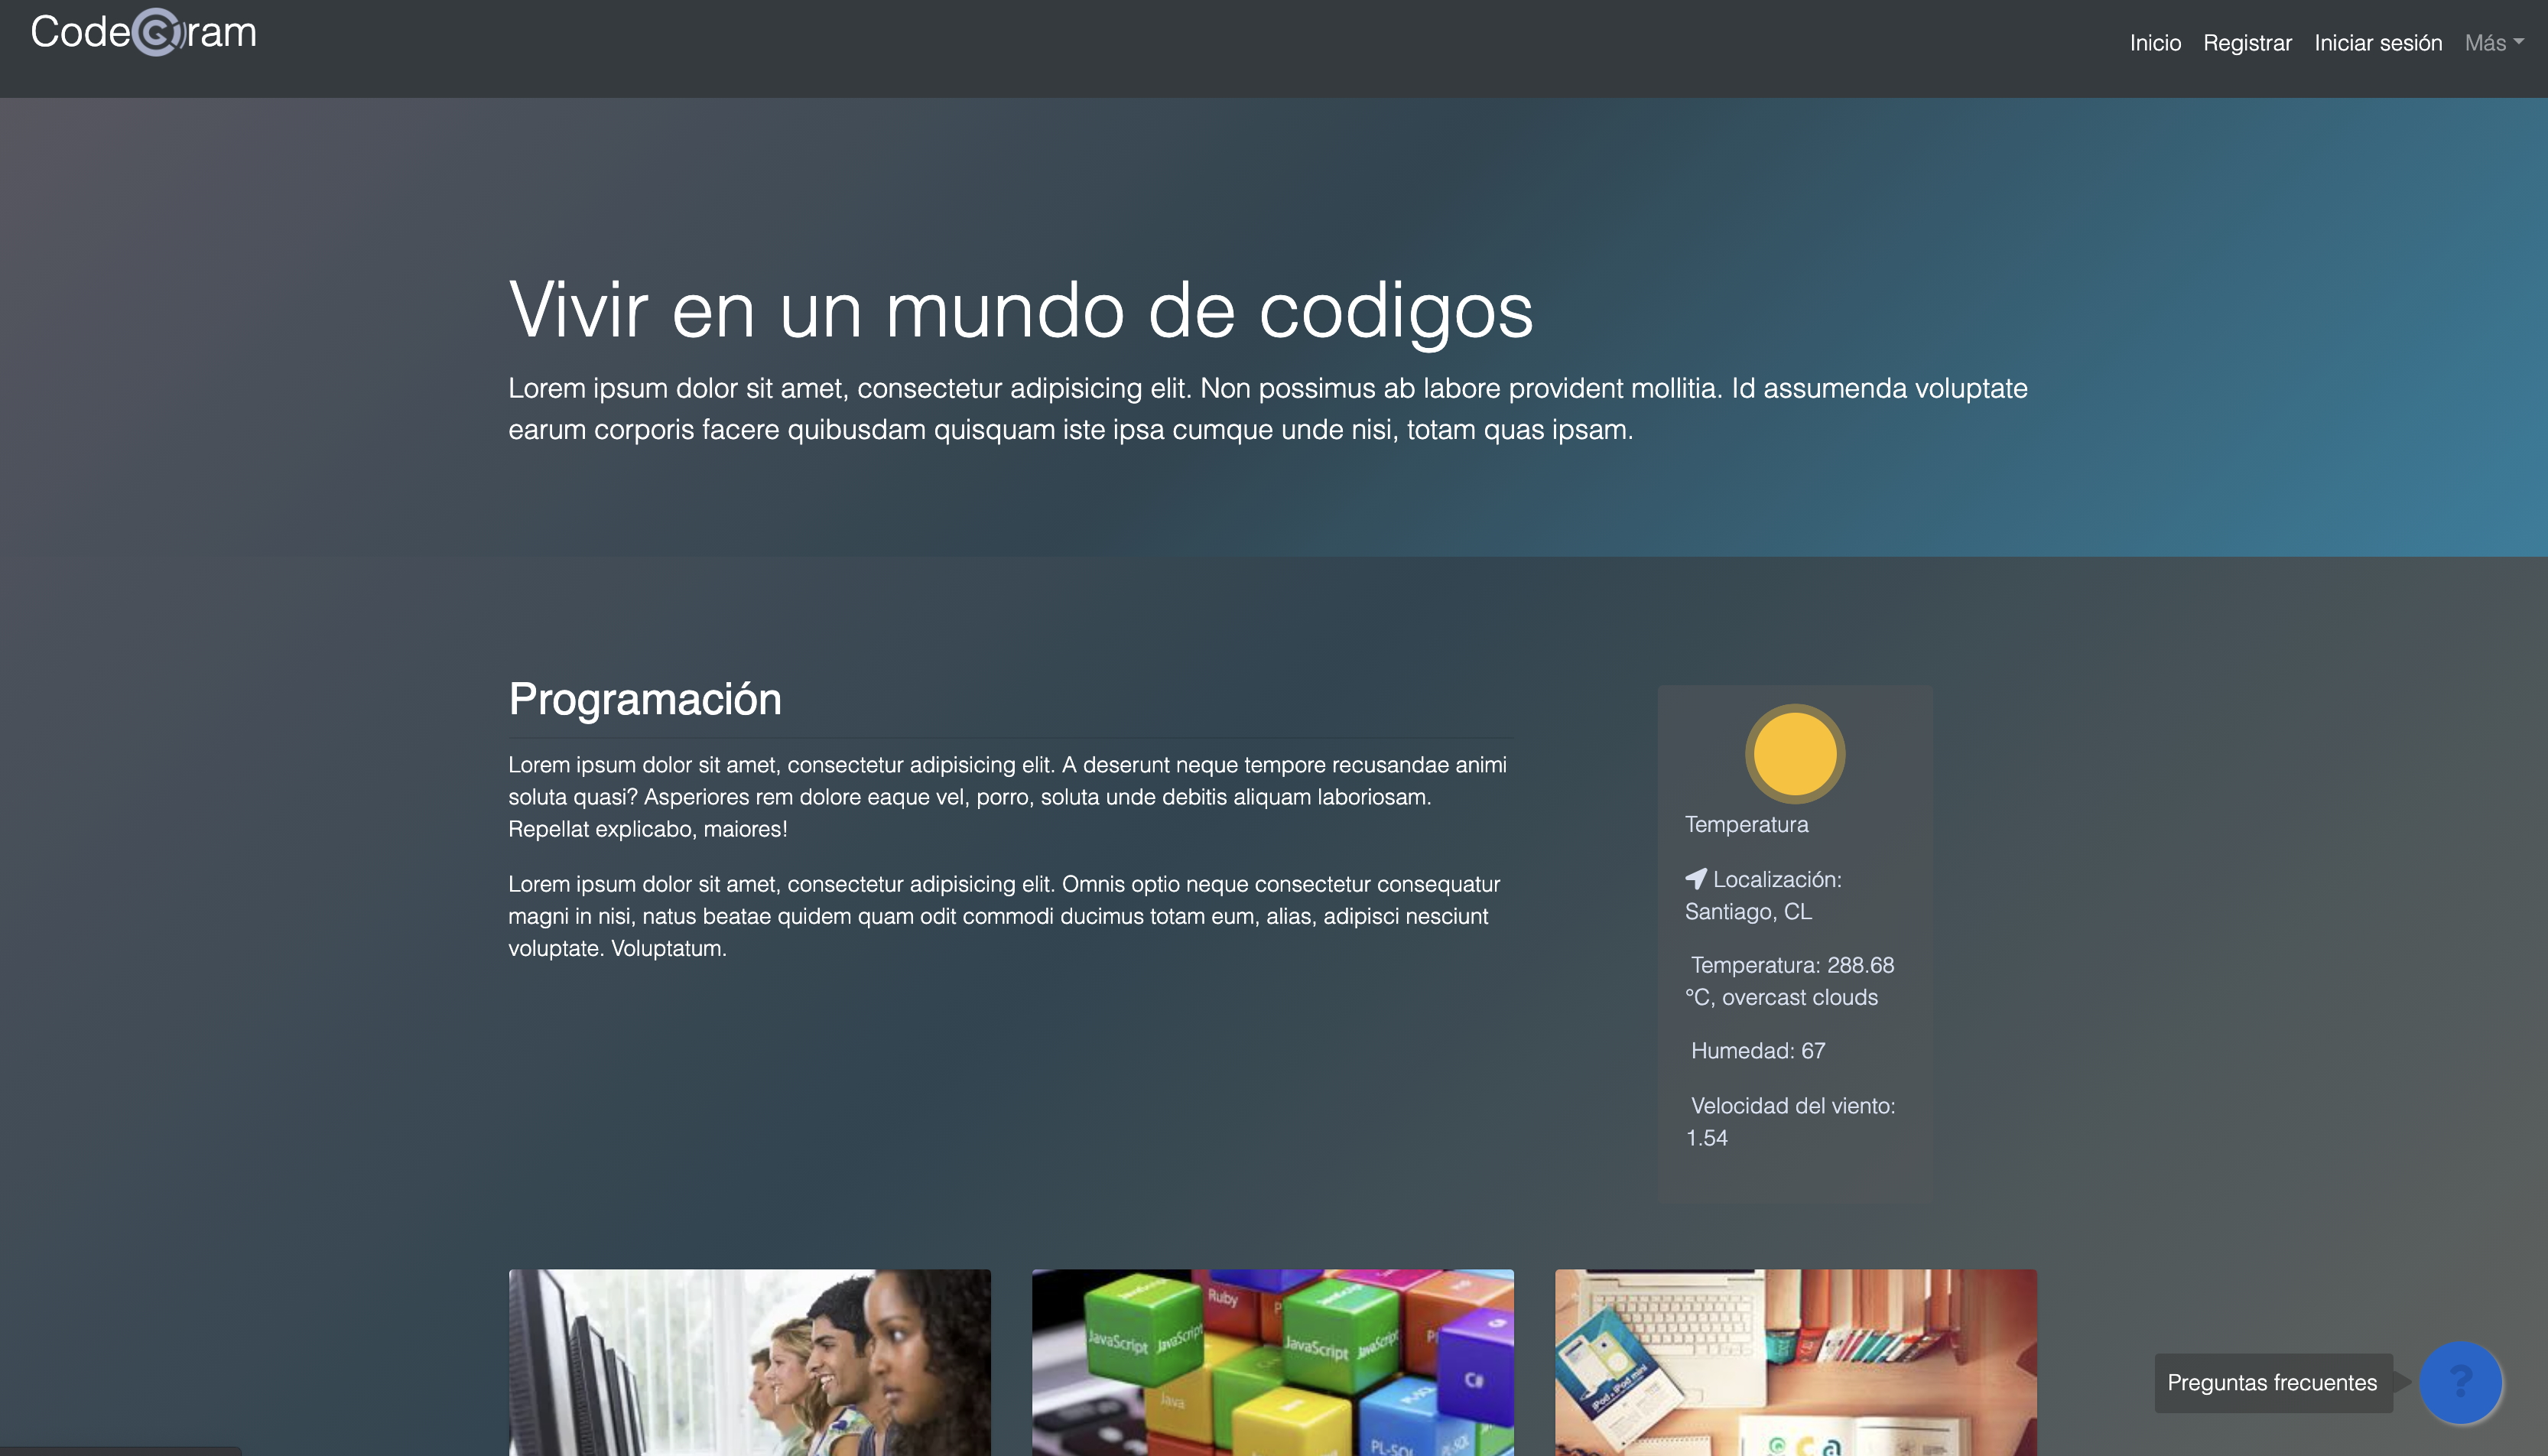 CodeGram
Inicio Registrar Iniciar sesión Más
Vivir en un mundo de codigos
Lorem ipsum dolor sit amet, consectetur adipisicing elit. Non possimus ab labore provident mollitia. Id assumenda voluptate
earum corporis facere quibusdam quisquam iste ipsa cumque unde nisi, totam quas ipsam.
Programación
Lorem ipsum dolor sit amet, consectetur adipisicing elit. A deserunt neque tempore recusandae animi
soluta quasi? Asperiores rem dolore eaque vel, porro, soluta unde debitis aliquam laboriosam.
Repellat explicabo, maiores!
Lorem ipsum dolor sit amet, consectetur adipisicing elit. Omnis optio neque consectetur consequatur
magni in nisi, natus beatae quidem quam odit commodi ducimus totam eum, alias, adipisci nesciunt
voluptate. Voluptatum.
Temperatura
Localización:
Santiago, CL
Temperatura: 288.68
°C, overcast clouds
Humedad: 67
Velocidad del viento:
1.54
Ruby
JavaScript JavaScript
JavaScript JavaScript
Java
C#
PL-SQL
iPod & iPod mini
Preguntas frecuentes
?